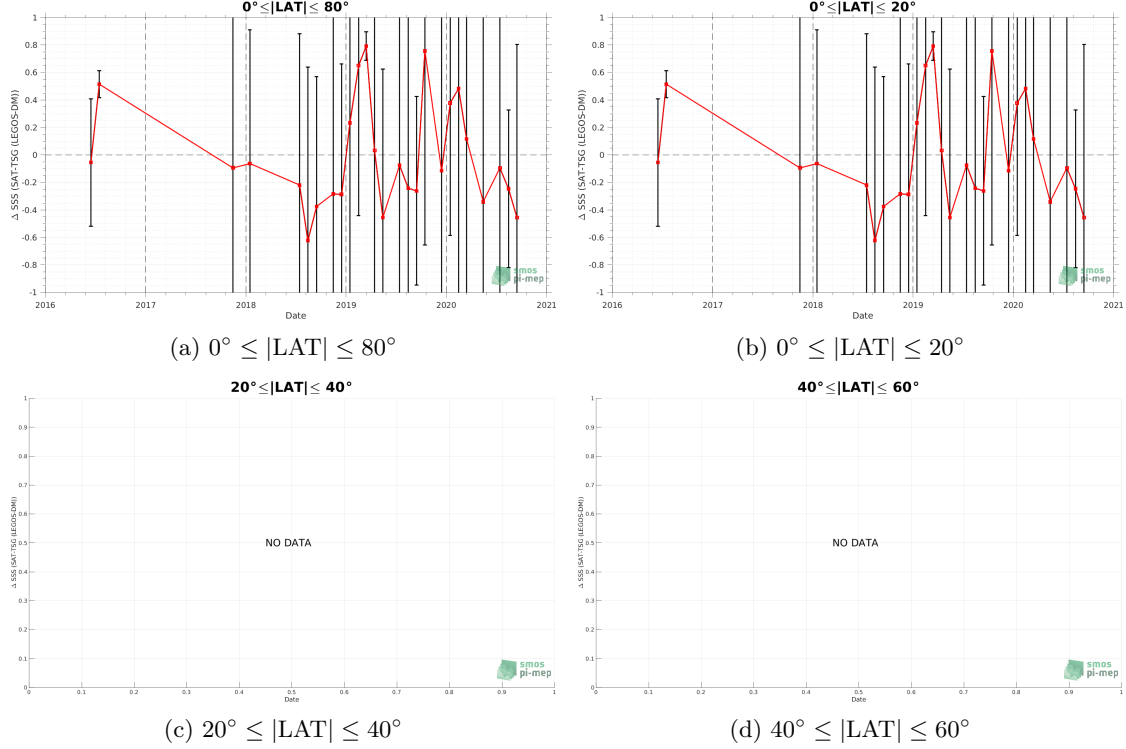 0°≤|LAT|≤ 80°
Δ SSS (SAT-TSG (LEGOS-DM))
1
0.8
0.6
0.4
0.2
0
-0.2
-0.4
-0.6
-0.8
-1
2016 2017 2018 2019 2020 2021
Date
smos
pi-mep
(a) 0° ≤ |LAT| ≤ 80°
0°≤|LAT|≤ 20°
Δ SSS (SAT-TSG (LEGOS-DM))
1
0.8
0.6
0.4
0.2
0
-0.2
-0.4
-0.6
-0.8
-1
2016 2017 2018 2019 2020 2021
Date
smos
pi-mep
(b) 0° ≤ |LAT| ≤ 20°
20°≤|LAT|≤ 40°
Δ SSS (SAT-TSG (LEGOS-DM))
1
0.9
0.8
0.7
0.6
0.5
0.4
0.3
0.2
0.1
0
NO DATA
0 0.1 0.2 0.3 0.4 0.5 0.6 0.7 0.8 0.9 1
Date
smos
pi-mep
(c) 20° ≤ |LAT| ≤ 40°
40°≤|LAT|≤ 60°
Δ SSS (SAT-TSG (LEGOS-DM))
1
0.9
0.8
0.7
0.6
0.5
0.4
0.3
0.2
0.1
0
NO DATA
0 0.1 0.2 0.3 0.4 0.5 0.6 0.7 0.8 0.9 1
Date
smos
pi-mep
(d) 40° ≤ |LAT| ≤ 60°